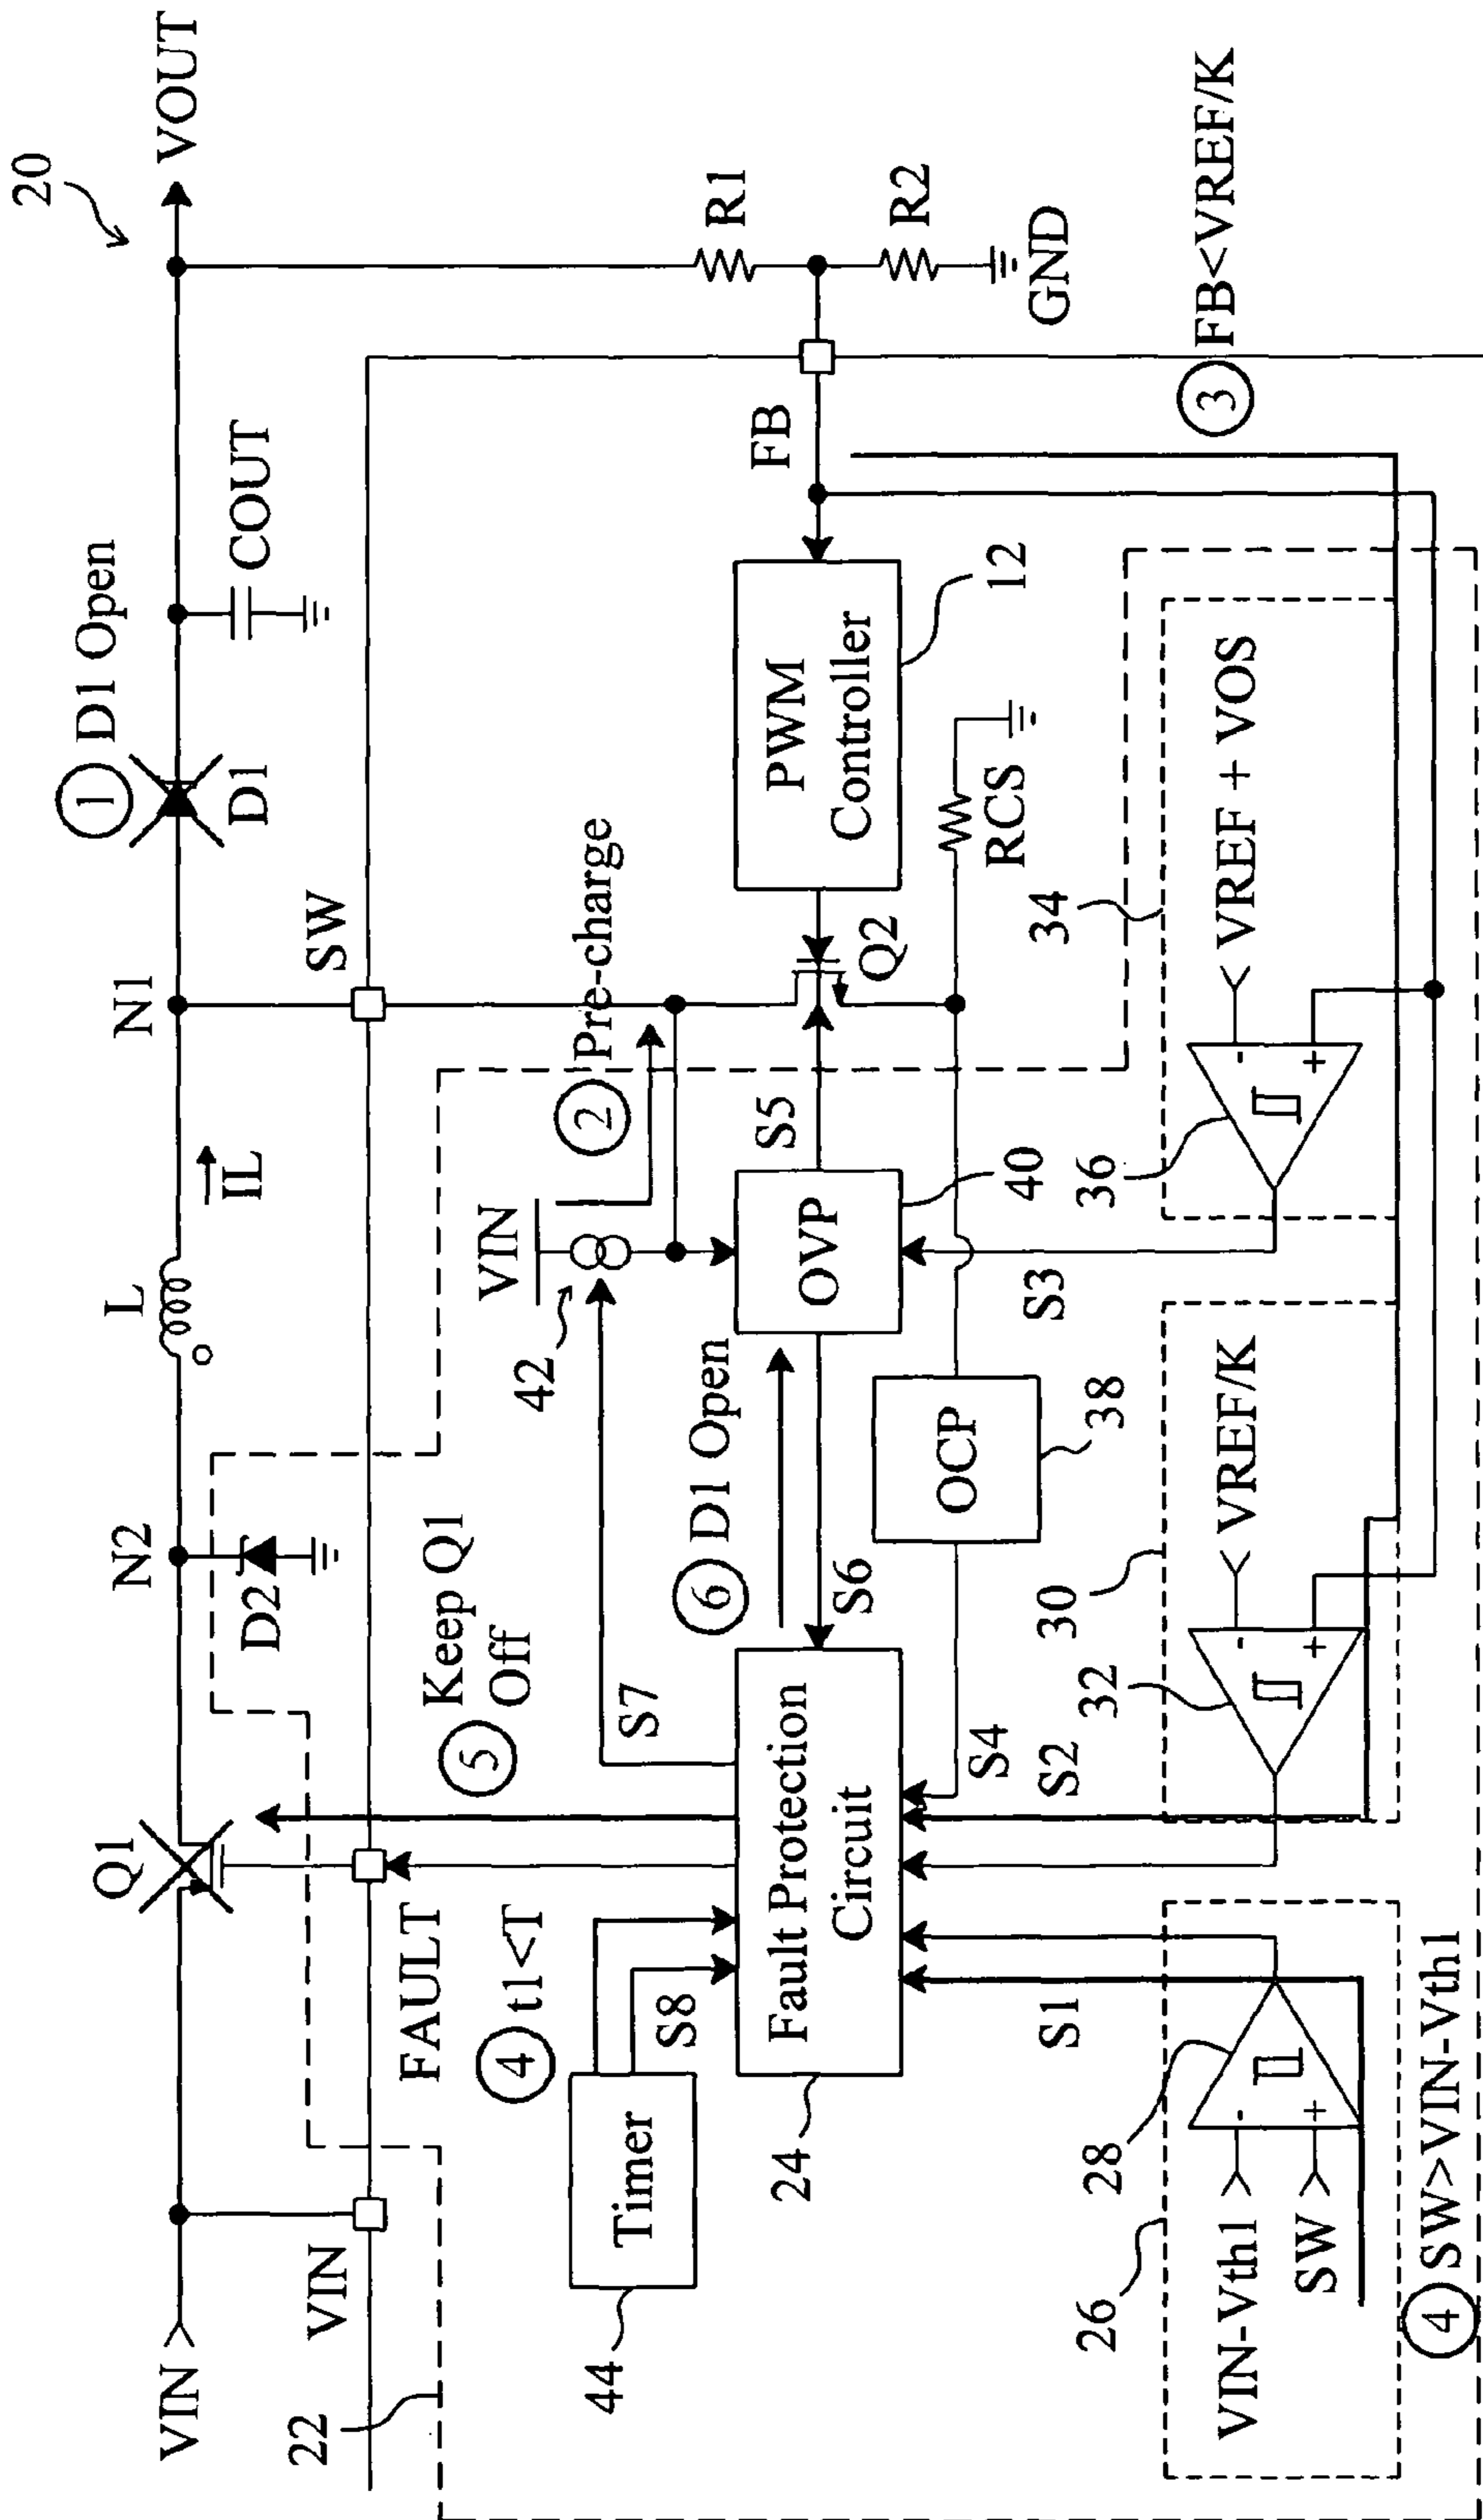 20
VIN
Q1
N2
L
IL
N1
① D1 Open
D1
COUT
VOUT
22
VIN
FAULT
D2
SW
⑤ Keep Q1
Off
42
VIN
② Pre-charge
R1
R2
GND
④ t1<T
Timer
44
S8
S7
⑥ D1 Open
S6
OVP
40
S5
Q2
PWM
Controller
12
FB
Fault Protection
Circuit
24
OCP
38
RCS
S1
S2
S4
S3
26
28
VIN-Vth1
SW
-
+
④ SW>VIN-Vth1
30
32
VREF/K
-
+
34
36
VREF + VOS
-
+
③ FB<VREF/K